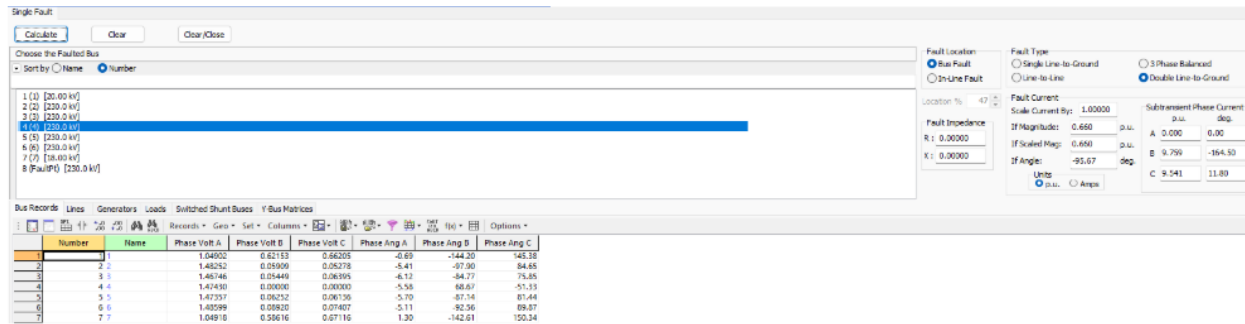 Single Fault
Calculate Clear Clear/Close
Choose the Faulted Bus
Sort by Name Number
1 (1) [20.00 kV]
2 (2) [230.0 kV]
3 (3) [230.0 kV]
4 (4) [230.0 kV]
5 (5) [230.0 kV]
6 (6) [230.0 kV]
7 (7) [18.00 kV]
8 (FaultPt) [230.0 kV]
Fault Location
Bus Fault
In-Line Fault
Location % 47
Fault Impedance
R: 0.00000
X: 0.00000
Fault Type
Single Line-to-Ground 3 Phase Balanced
Line-to-Line Double Line-to-Ground
Fault Current
Scale Current By: 1.00000
If Magnitude: 0.660 p.u.
If Scaled Mag: 0.660 p.u.
If Angle: -95.67 deg.
Units
p.u. Amps
Subtransient Phase Current
p.u. deg.
A 0.000 0.00
B 9.759 -164.50
C 9.541 11.80
Bus Records Lines Generators Loads Switched Shunt Buses Y-Bus Matrices
Records Geo Set Columns Options
Number Name Phase Volt A Phase Volt B Phase Volt C Phase Ang A Phase Ang B Phase Ang C
1 1 1 1.04902 0.62153 0.66205 -0.69 -144.20 145.38
2 2 2 1.48252 0.05909 0.05278 -5.41 -97.90 84.65
3 3 3 1.46746 0.05449 0.06395 -6.12 -84.77 75.85
4 4 4 1.47430 0.00000 0.00000 -5.58 68.67 -51.33
5 5 5 1.47357 0.06252 0.06136 -5.70 -87.14 81.44
6 6 6 1.48599 0.08920 0.07407 -5.11 -92.56 89.87
7 7 7 1.04918 0.58616 0.67116 1.30 -142.61 150.34